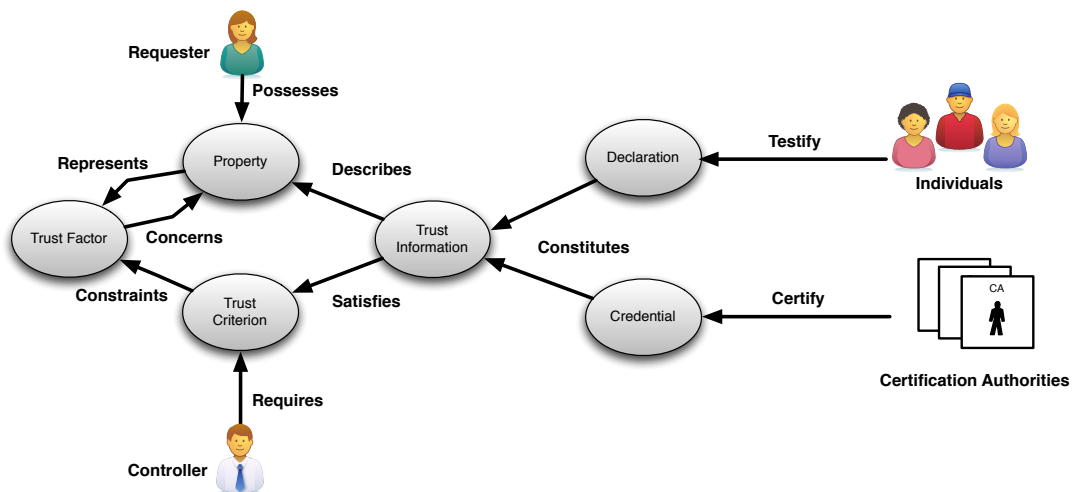 Requester
Possesses
Represents
Property
Describes
Declaration
Testify
Individuals
Trust Factor
Concerns
Trust
Information
Constitutes
Constraints
Trust
Criterion
Satisfies
Credential
Certify
CA
Certification Authorities
Requires
Controller